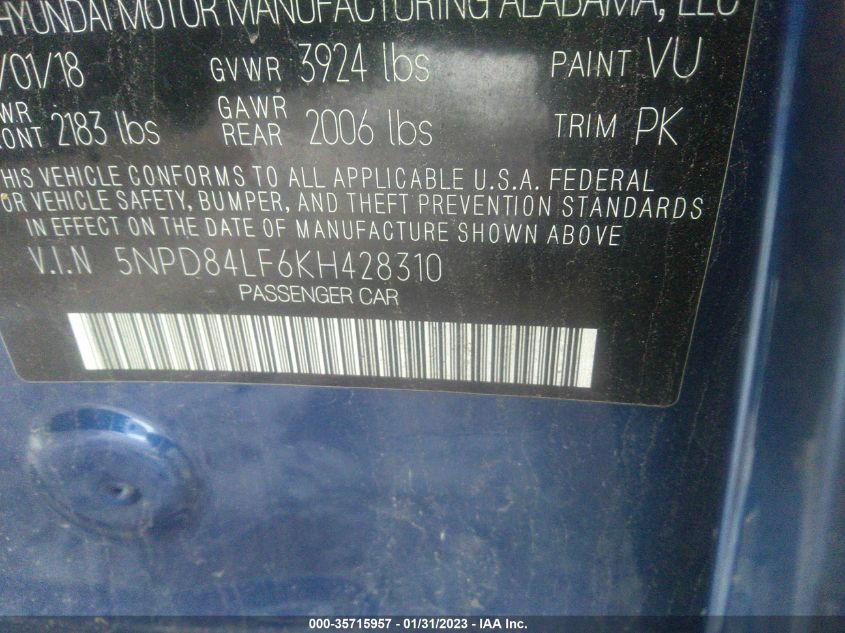 HYUNDAI MOTOR MANUFACTURING ALABAMA, LLC
/01/18 GVWR 3924 lbs PAINT VU
WR ONT 2183 lbs GAWR REAR 2006 lbs TRIM PK
HIS VEHICLE CONFORMS TO ALL APPLICABLE U.S.A. FEDERAL
OR VEHICLE SAFETY, BUMPER, AND THEFT PREVENTION STANDARDS
IN EFFECT ON THE DATE OF MANUFACTURE SHOWN ABOVE
V.I.N 5NPD84LF6KH428310
PASSENGER CAR
000-35715957 - 01/31/2023 - IAA Inc.